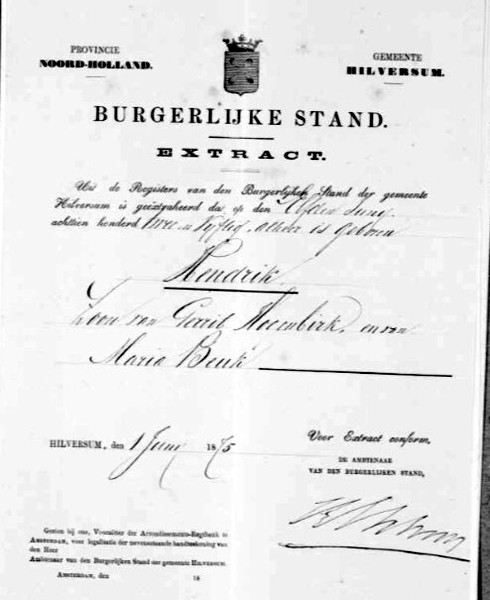 PROVINCIE
NOORD-HOLLAND.
GEMEENTE
HILVERSUM.
BURGERLIJKE STAND.
EXTRACT.
Uit de Registers van den Burgerlijken Stand der gemeente
Hilversum is geëxtraheerd dat op den Elfden Juny
achttien honderd twee en Vyftig, alhier is geboren
Hendrik,
Zoon van Gerrit Hoenbirk, en van
Maria Beuk
HILVERSUM, den 1 Juny 1875
Voor Extract conform,
DE AMBTENAAR
VAN DEN BURGERLIJKEN STAND,
Gezien bij ons, Voorzitter der Arrondissements-Regtbank te
AMSTERDAM, voor legalisatie der nevenstaande handteekening van
den Heer
Ambtenaar van den Burgerlijken Stand der gemeente HILVERSUM.
AMSTERDAM, den 18